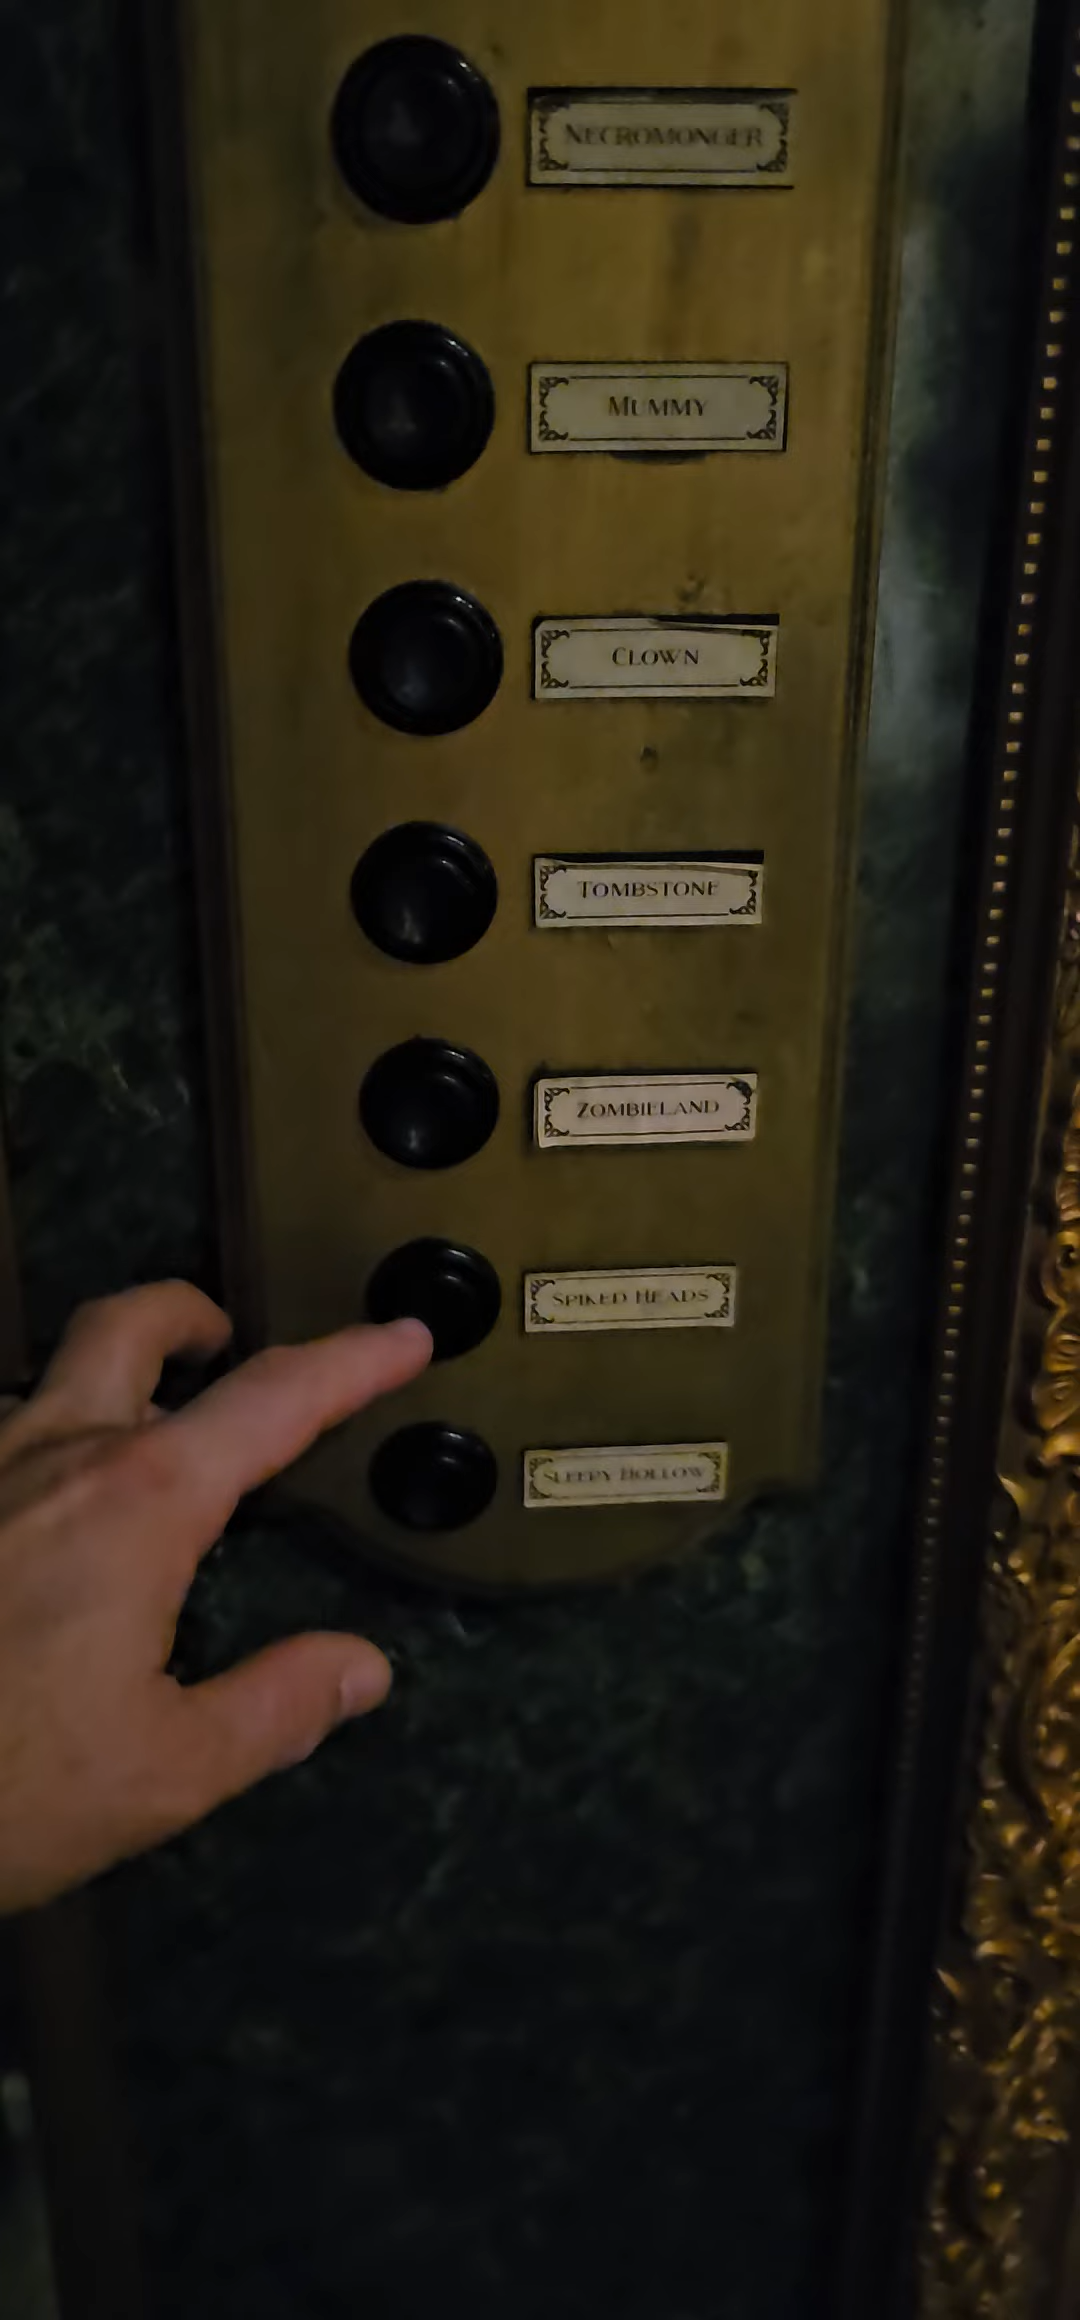 NECROMONGER
MUMMY
CLOWN
TOMBSTONE
ZOMBIELAND
SPIKED HEADS
SLEEPY HOLLOW